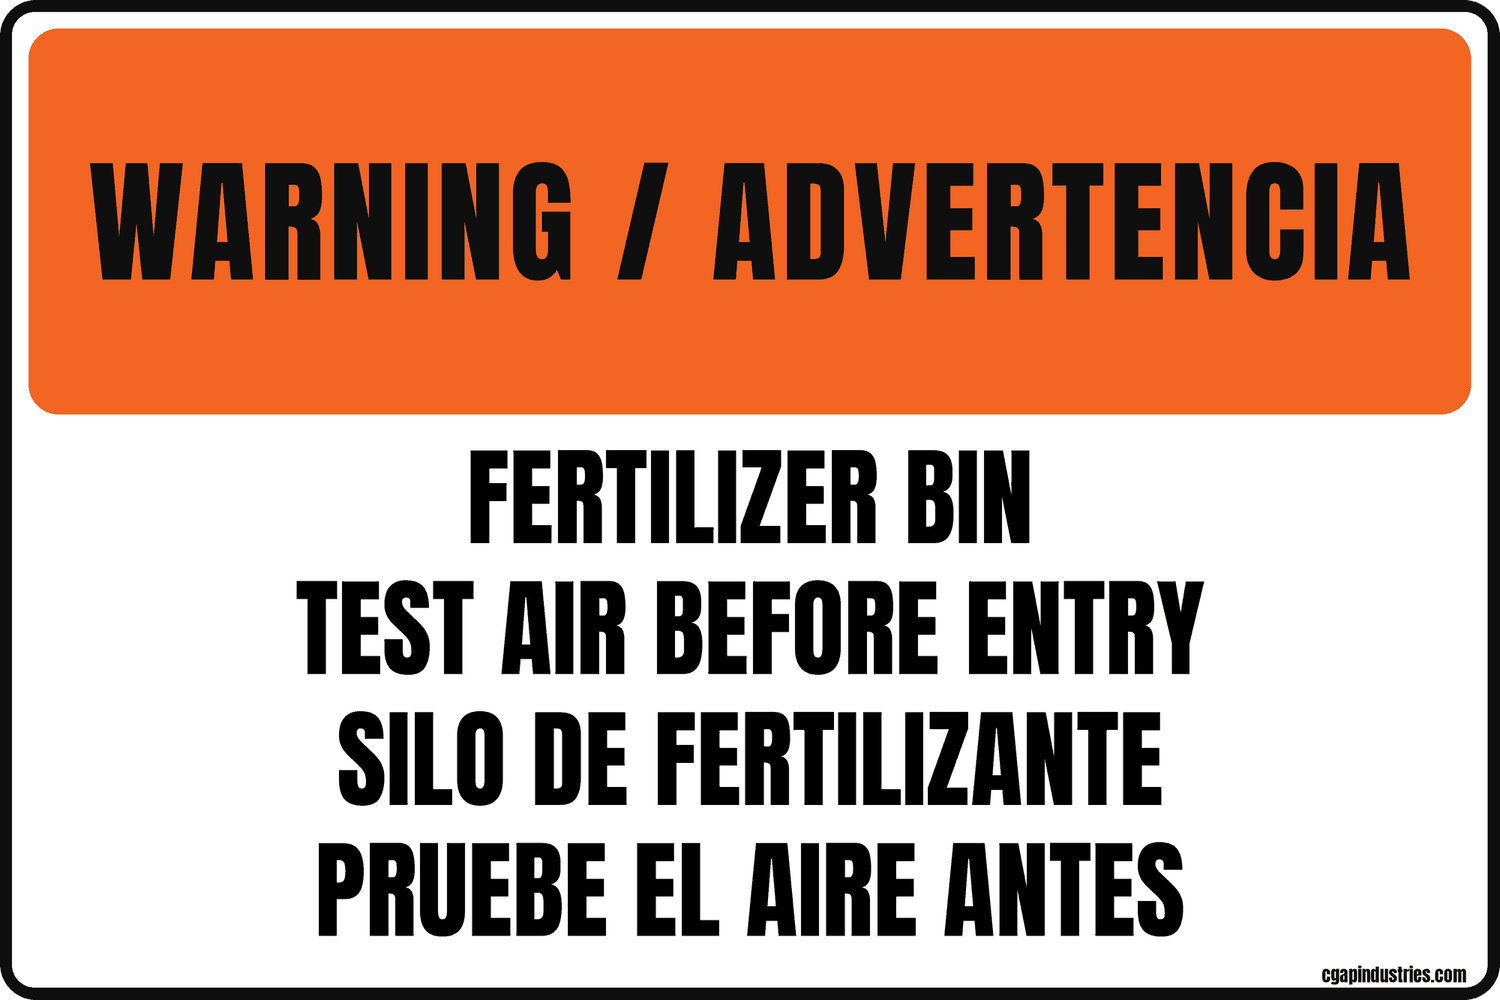 WARNING / ADVERTENCIA
FERTILIZER BIN
TEST AIR BEFORE ENTRY
SILO DE FERTILIZANTE
PRUEBE EL AIRE ANTES
cgapindustries.com